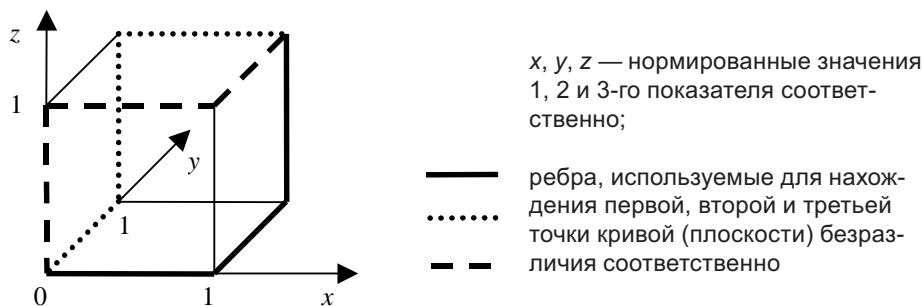 z
x, y, z — нормированные значения
1, 2 и 3-го показателя соответ-
ственно;
1
y
ребра, используемые для нахож-
дения первой, второй и третьей
1
точки кривой (плоскости) безраз-
личия соответственно
0
1
x